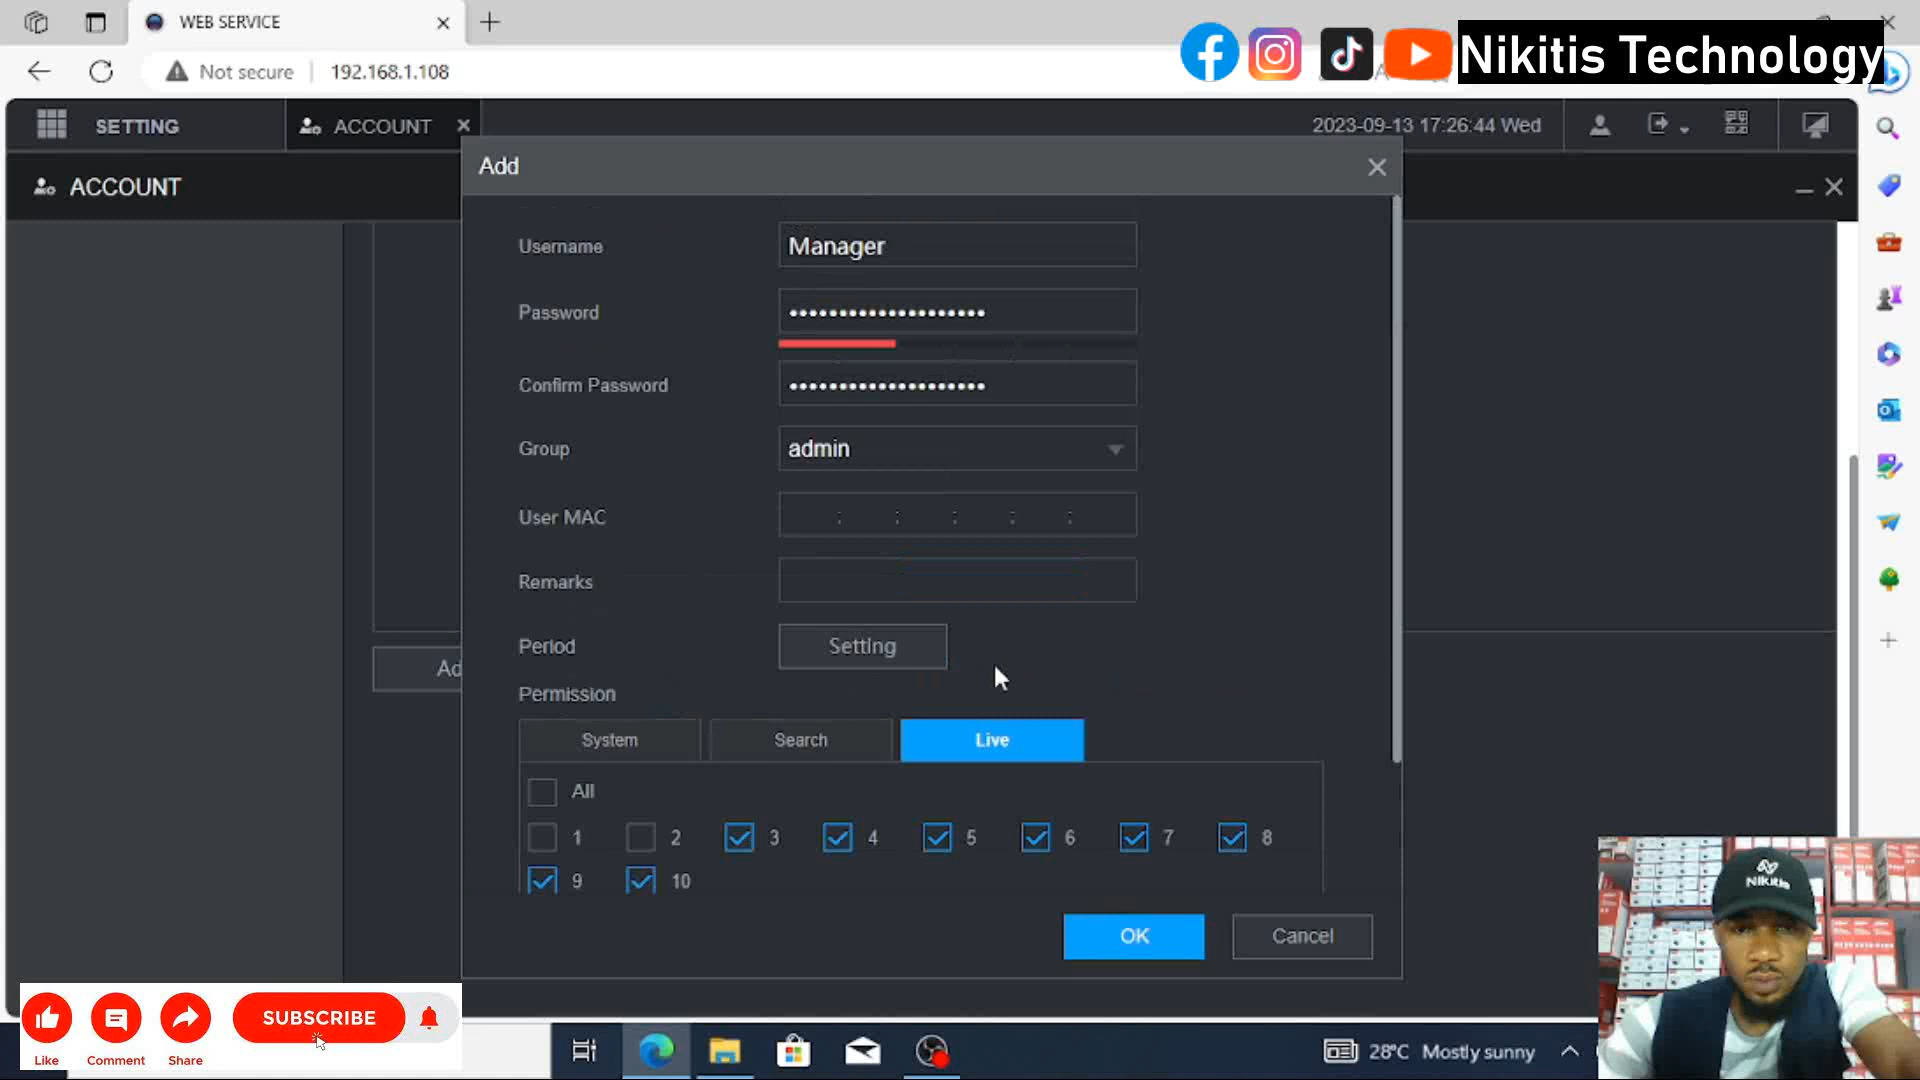 WEB SERVICE
Not secure
192.168.1.108
Nikitis Technology
SETTING
ACCOUNT
2023-09-13 17:26:44 Wed
ACCOUNT
Add
Username
Manager
Password
Confirm Password
Group
admin
User MAC
: : : : :
Remarks
Period
Setting
Permission
System
Search
Live
All
1
2
3
4
5
6
7
8
9
10
OK
Cancel
Ad
SUBSCRIBE
Like
Comment
Share
28°C Mostly sunny
Nikitis